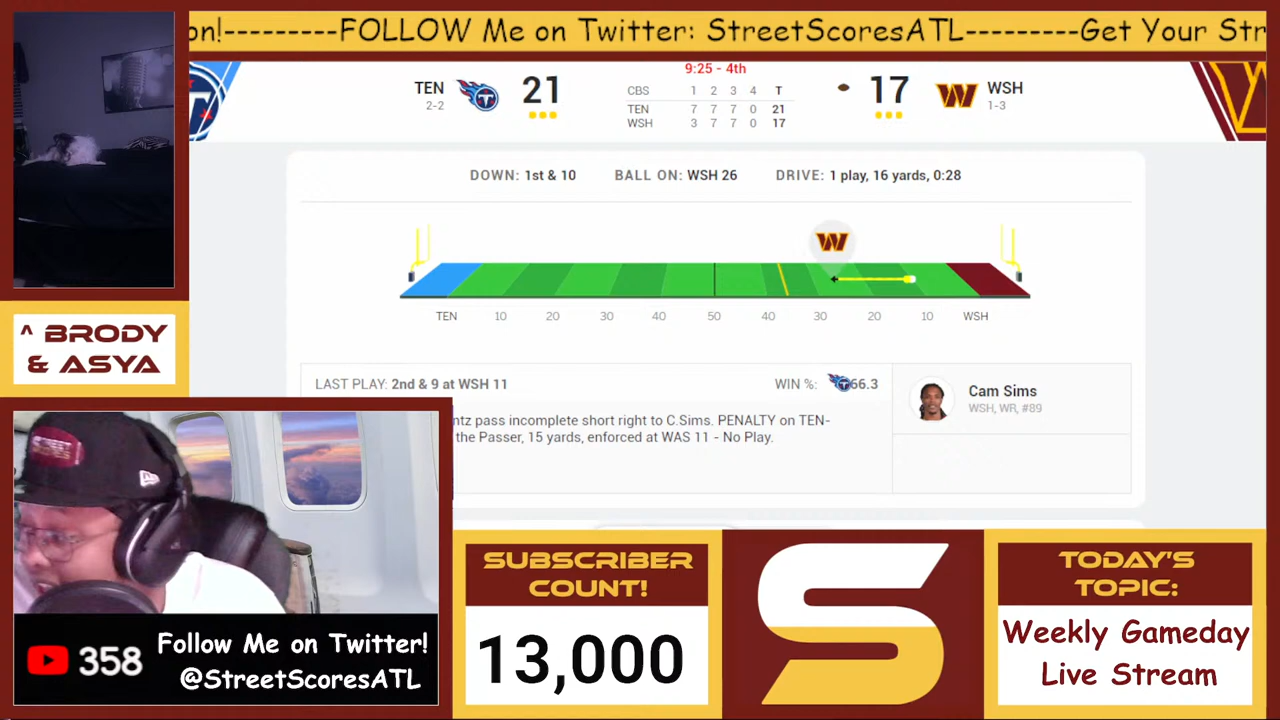 on!---------FOLLOW Me on Twitter: StreetScoresATL---------Get Your Str
9:25 - 4th
TEN 21 17 WSH
2-2 1-3
CBS 1 2 3 4 T
TEN 7 7 7 0 21
WSH 3 7 7 0 17
DOWN: 1st & 10 BALL ON: WSH 26 DRIVE: 1 play, 16 yards, 0:28
W
TEN 10 20 30 40 50 40 30 20 10 WSH
LAST PLAY: 2nd & 9 at WSH 11 WIN %: 66.3
ntz pass incomplete short right to C.Sims. PENALTY on TEN-
the Passer, 15 yards, enforced at WAS 11 - No Play.
Cam Sims
WSH, WR, #89
^ BRODY
& ASYA
358 Follow Me on Twitter!
@StreetScoresATL
SUBSCRIBER
COUNT!
13,000
S
TODAY'S
TOPIC:
Weekly Gameday
Live Stream